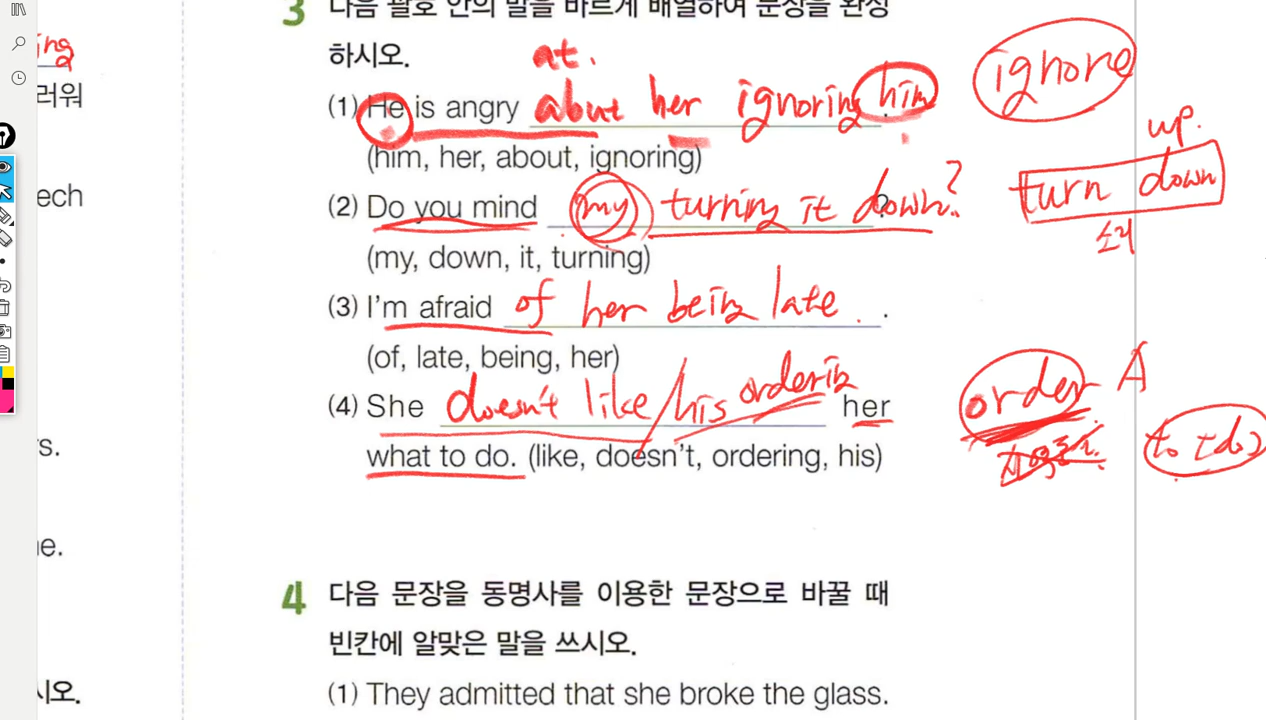 3 다음 괄호 안의 말을 바르게 배열하여 문장을 완성
하시오.
ing
at.
ignore
러워
(1) He is angry about her ignoring him.
up.
(him, her, about, ignoring)
turn down
ech
(2) Do you mind my turning it down?
소리
(my, down, it, turning)
(3) I'm afraid of her being late.
(of, late, being, her)
order A
(4) She doesn't like his ordering her
to (do)
s.
what to do. (like, doesn't, ordering, his)
e.
4 다음 문장을 동명사를 이용한 문장으로 바꿀 때
빈칸에 알맞은 말을 쓰시오.
시오.
(1) They admitted that she broke the glass.